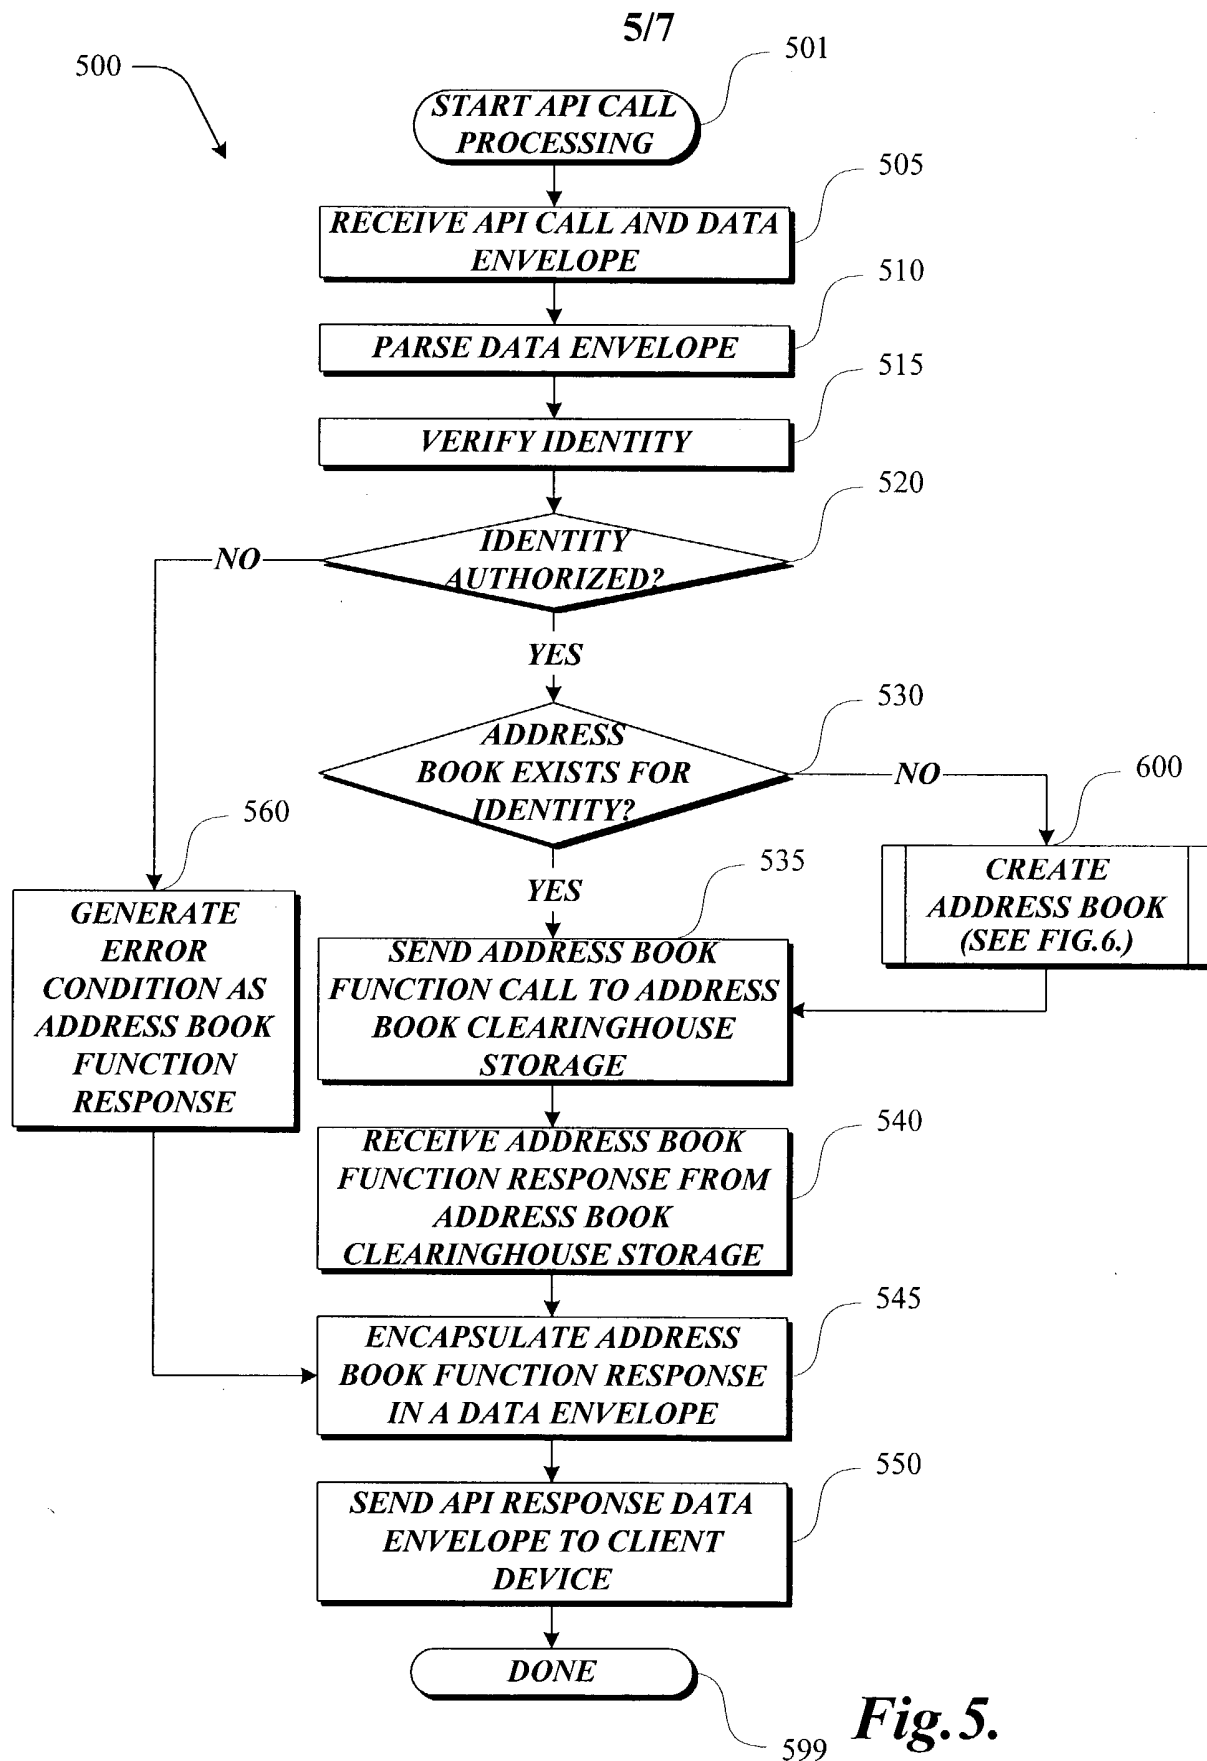 5/7
500
501
START API CALL
PROCESSING
505
RECEIVE API CALL AND DATA
ENVELOPE
510
PARSE DATA ENVELOPE
515
VERIFY IDENTITY
520
IDENTITY
AUTHORIZED?
NO
YES
530
ADDRESS
BOOK EXISTS FOR
IDENTITY?
NO
600
CREATE
ADDRESS BOOK
(SEE FIG.6.)
560
GENERATE
ERROR
CONDITION AS
ADDRESS BOOK
FUNCTION
RESPONSE
YES
535
SEND ADDRESS BOOK
FUNCTION CALL TO ADDRESS
BOOK CLEARINGHOUSE
STORAGE
540
RECEIVE ADDRESS BOOK
FUNCTION RESPONSE FROM
ADDRESS BOOK
CLEARINGHOUSE STORAGE
545
ENCAPSULATE ADDRESS
BOOK FUNCTION RESPONSE
IN A DATA ENVELOPE
550
SEND API RESPONSE DATA
ENVELOPE TO CLIENT
DEVICE
DONE
599
Fig.5.